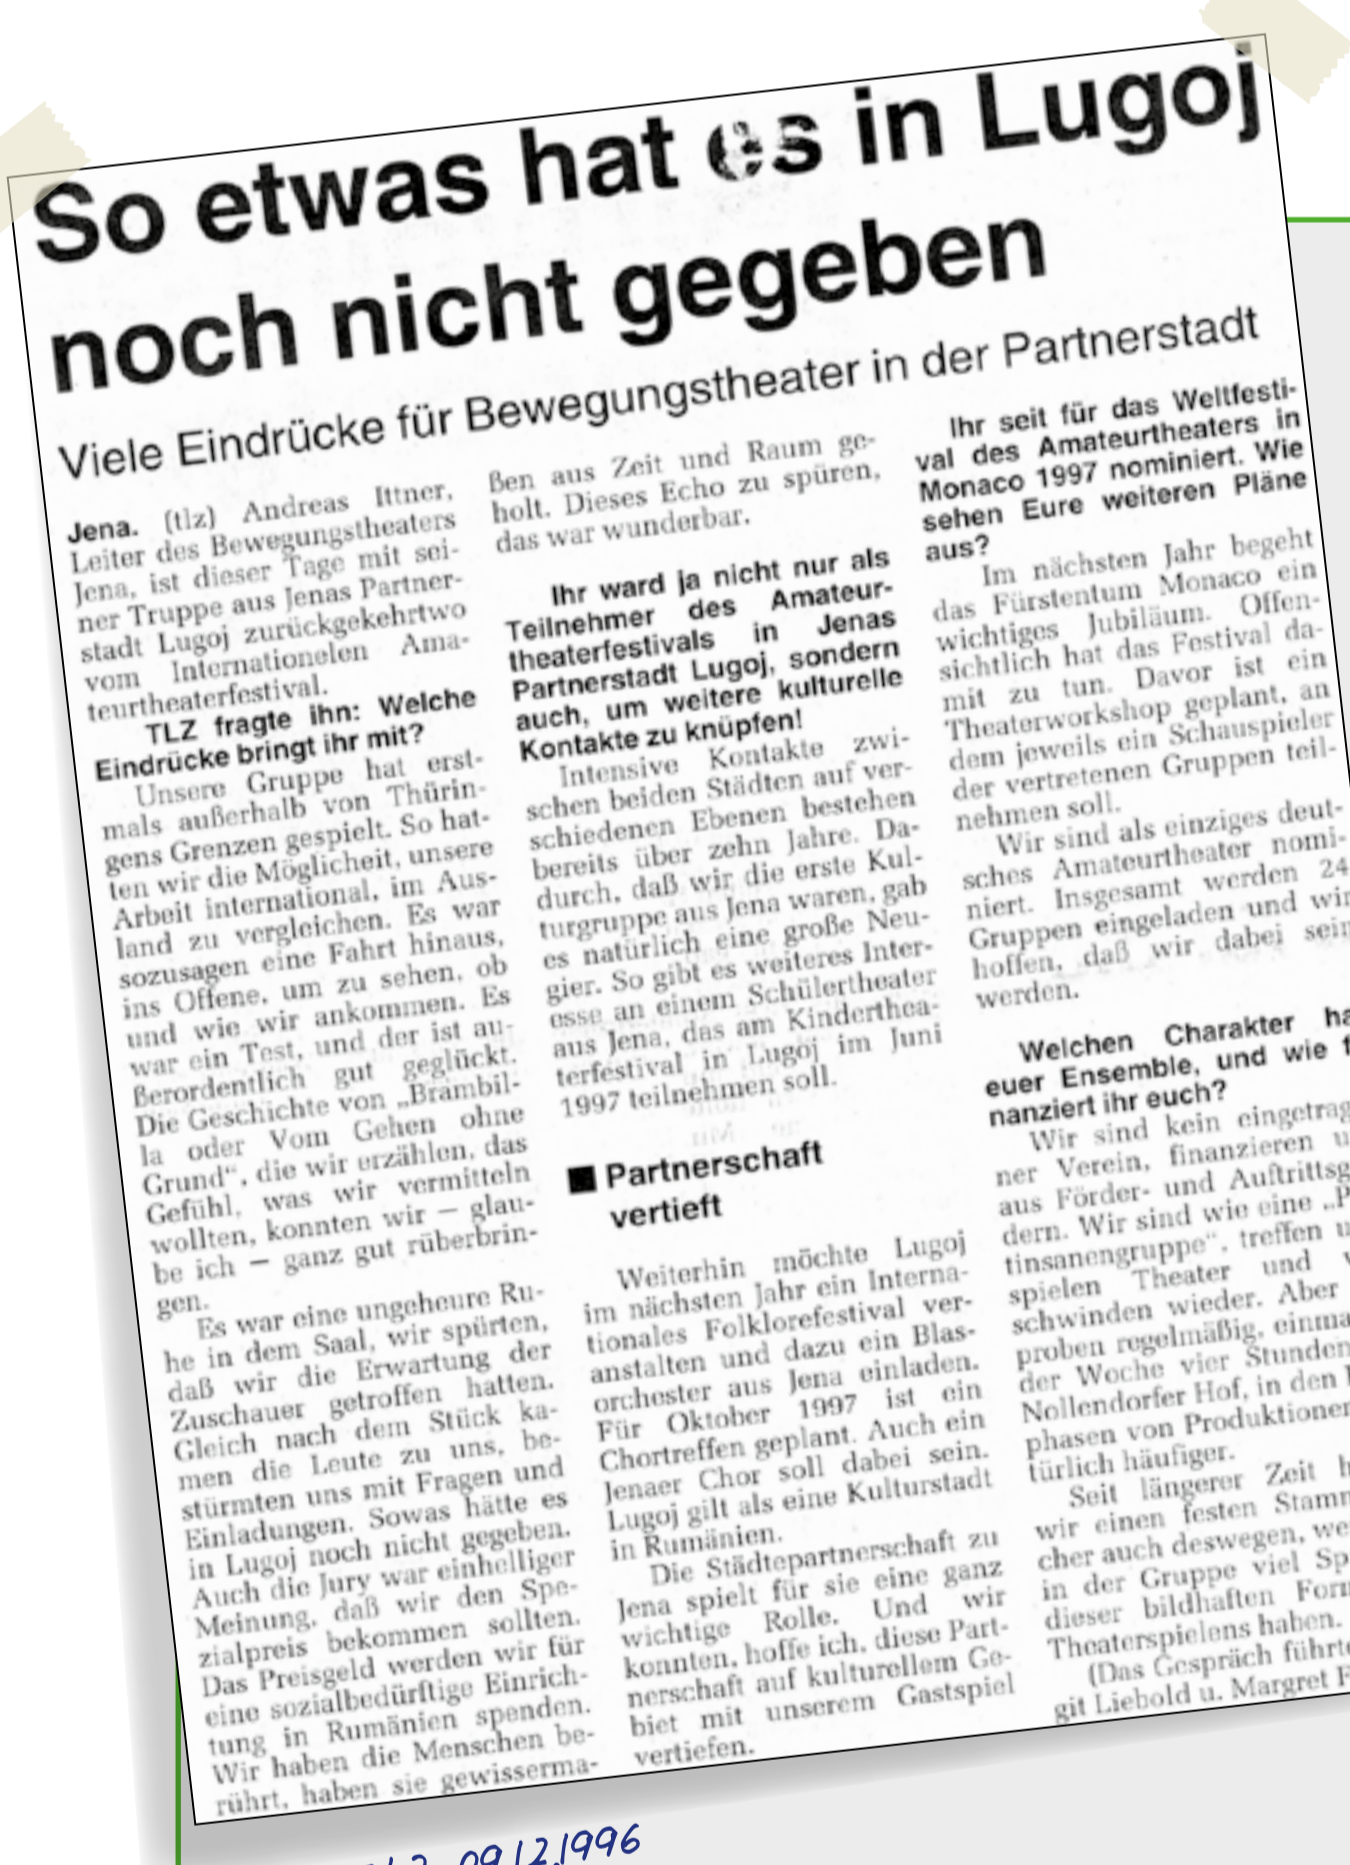 So etwas hat es in Lugoj
noch nicht gegeben
Viele Eindrücke für Bewegungstheater in der Partnerstadt
Jena. (tlz) Andreas Ittner,
Leiter des Bewegungstheaters
Jena, ist dieser Tage mit sei-
ner Truppe aus Jenas Partner-
stadt Lugoj zurückgekehrtwo
vom Internationelen Ama-
teurtheaterfestival.
TLZ fragte ihn: Welche
Eindrücke bringt ihr mit?
Unsere Gruppe hat erst-
mals außerhalb von Thürin-
gens Grenzen gespielt. So hat-
ten wir die Möglicheit, unsere
Arbeit international, im Aus-
land zu vergleichen. Es war
sozusagen eine Fahrt hinaus,
ins Offene, um zu sehen, ob
und wie wir ankommen. Es
war ein Test, und der ist au-
ßerordentlich gut geglückt.
Die Geschichte von „Brambil-
la oder Vom Gehen ohne
Grund“, die wir erzählen, das
Gefühl, was wir vermitteln
wollten, konnten wir – glau-
be ich – ganz gut rüberbrin-
gen.
Es war eine ungeheure Ru-
he in dem Saal, wir spürten,
daß wir die Erwartung der
Zuschauer getroffen hatten.
Gleich nach dem Stück ka-
men die Leute zu uns, be-
stürmten uns mit Fragen und
Einladungen. Sowas hätte es
in Lugoj noch nicht gegeben.
Auch die Jury war einhelliger
Meinung, daß wir den Spe-
zialpreis bekommen sollten.
Das Preisgeld werden wir für
eine sozialbedürftige Einrich-
tung in Rumänien spenden.
Wir haben die Menschen be-
rührt, haben sie gewisserma-
ßen aus Zeit und Raum ge-
holt. Dieses Echo zu spüren,
das war wunderbar.
Ihr ward ja nicht nur als
Teilnehmer des Amateur-
theaterfestivals in Jenas
Partnerstadt Lugoj, sondern
auch, um weitere kulturelle
Kontakte zu knüpfen!
Intensive Kontakte zwi-
schen beiden Städten auf ver-
schiedenen Ebenen bestehen
bereits über zehn Jahre. Da-
durch, daß wir die erste Kul-
turgruppe aus Jena waren, gab
es natürlich eine große Neu-
gier. So gibt es weiteres Inter-
esse an einem Schülertheater
aus Jena, das am Kinderthea-
terfestival in Lugoj im Juni
1997 teilnehmen soll.
■ Partnerschaft
vertieft
Weiterhin möchte Lugoj
im nächsten Jahr ein Interna-
tionales Folklorefestival ver-
anstalten und dazu ein Blas-
orchester aus Jena einladen.
Für Oktober 1997 ist ein
Chortreffen geplant. Auch ein
Jenaer Chor soll dabei sein.
Lugoj gilt als eine Kulturstadt
in Rumänien.
Die Städtepartnerschaft zu
Jena spielt für sie eine ganz
wichtige Rolle. Und wir
konnten, hoffe ich, diese Part-
nerschaft auf kulturellem Ge-
biet mit unserem Gastspiel
vertiefen.
Ihr seit für das Weltfesti-
val des Amateurtheaters in
Monaco 1997 nominiert. Wie
sehen Eure weiteren Pläne
aus?
Im nächsten Jahr begeht
das Fürstentum Monaco ein
wichtiges Jubiläum. Offen-
sichtlich hat das Festival da-
mit zu tun. Davor ist ein
Theaterworkshop geplant, an
dem jeweils ein Schauspieler
der vertretenen Gruppen teil-
nehmen soll.
Wir sind als einziges deut-
sches Amateurtheater nomi-
niert. Insgesamt werden 24
Gruppen eingeladen und wir
hoffen, daß wir dabei sein
werden.
Welchen Charakter ha
euer Ensemble, und wie f
nanziert ihr euch?
Wir sind kein eingetrag
ner Verein, finanzieren u
aus Förder- und Auftrittsg
dern. Wir sind wie eine „P
tinsanengruppe“, treffen u
spielen Theater und v
schwinden wieder. Aber
proben regelmäßig, einma
der Woche vier Stunden
Nollendorfer Hof, in den
phasen von Produktionen
türlich häufiger.
Seit längerer Zeit h
wir einen festen Stamm
cher auch deswegen, we
in der Gruppe viel Sp
dieser bildhaften Form
Theaterspielens haben.
(Das Gespräch führte
git Liebold u. Margret F
09.12.1996